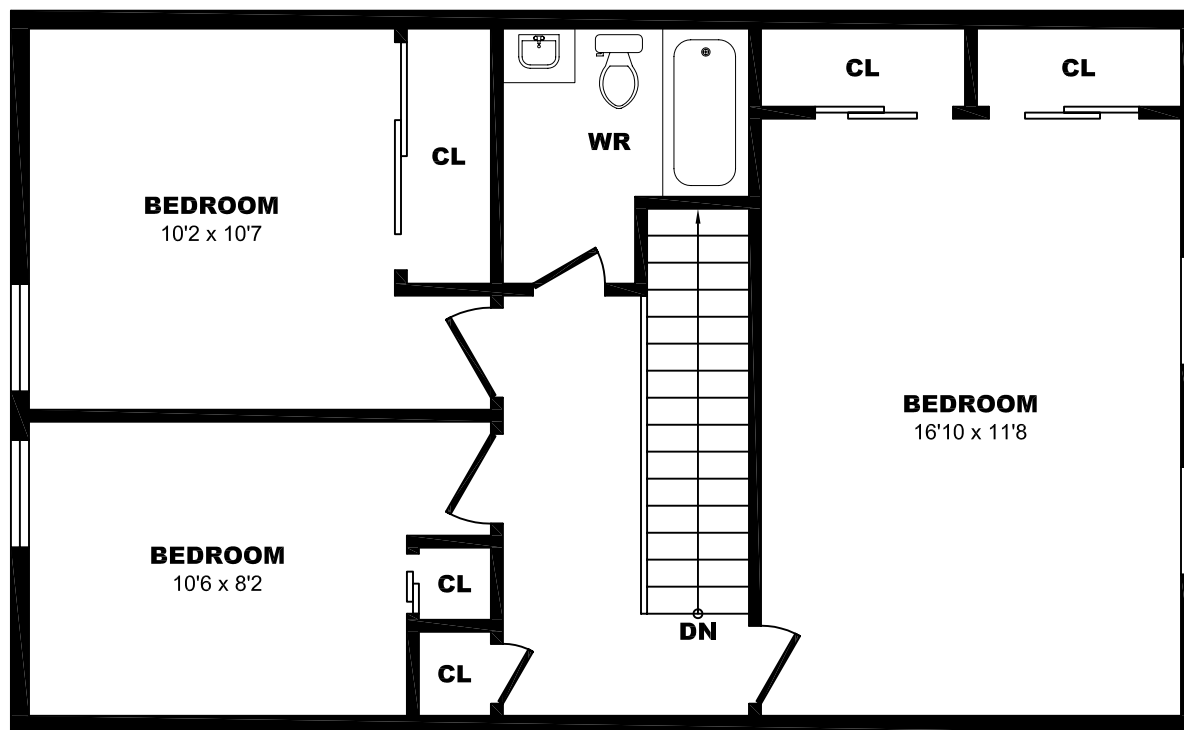 CL
CL
WR
CL
BEDROOM
10'2 x 10'7
BEDROOM
16'10 x 11'8
BEDROOM
10'6 x 8'2
CL
DN
CL